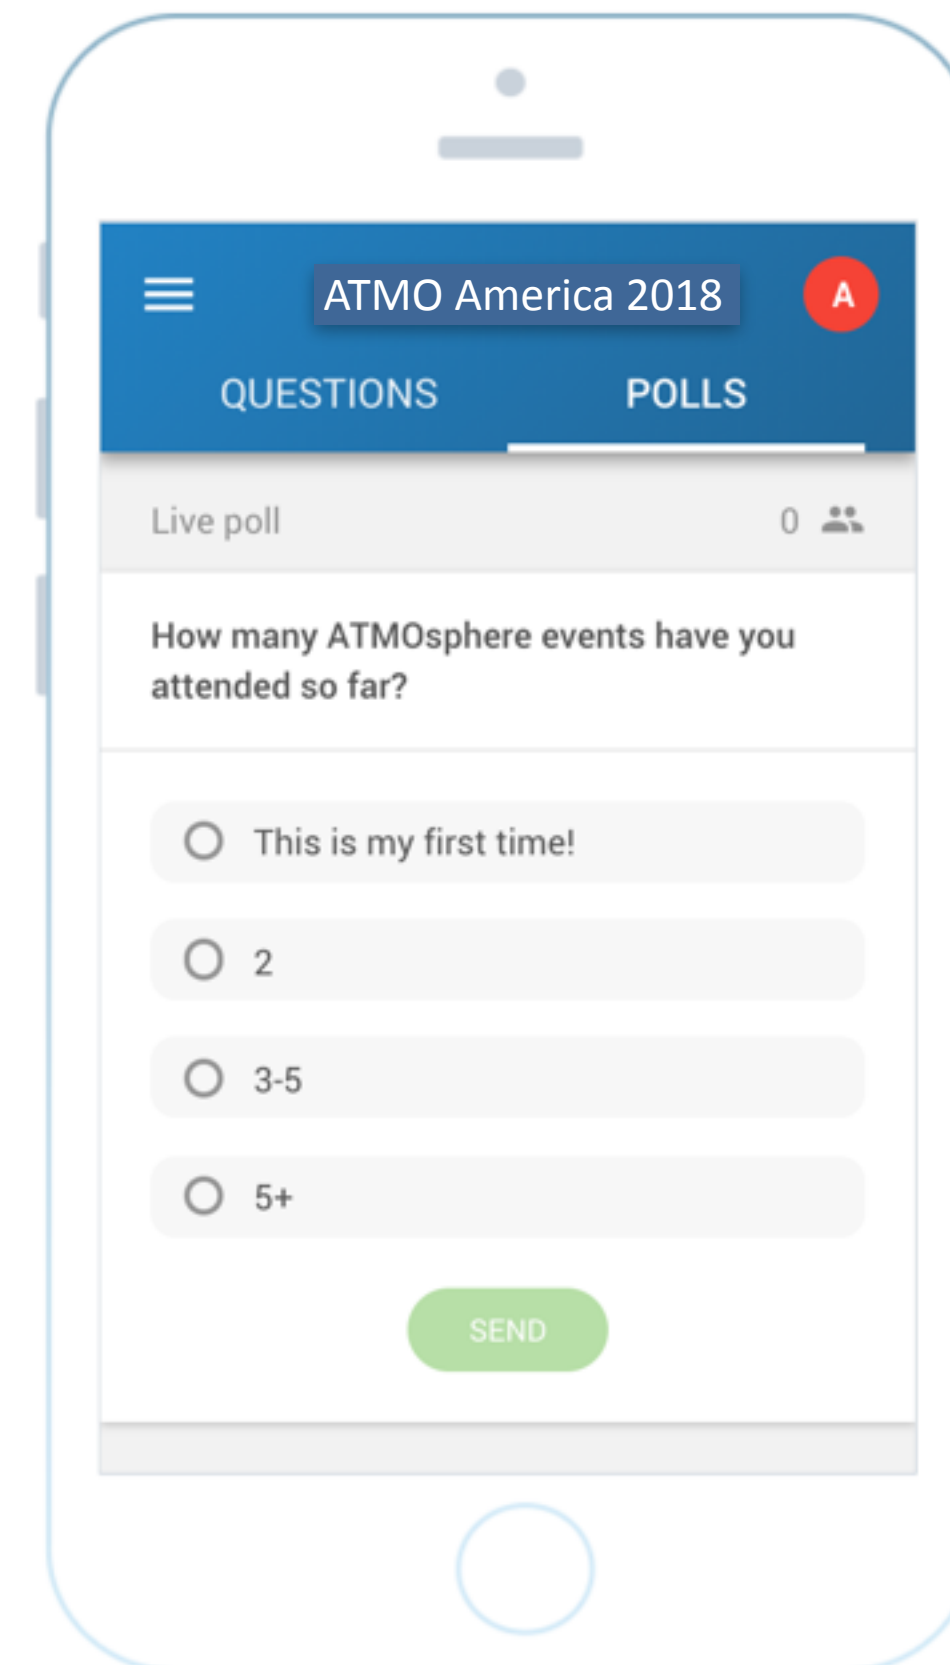 ATMO America 2018
A
QUESTIONS
POLLS
Live poll
0
How many ATMOsphere events have you
attended so far?
This is my first time!
2
3-5
5+
SEND